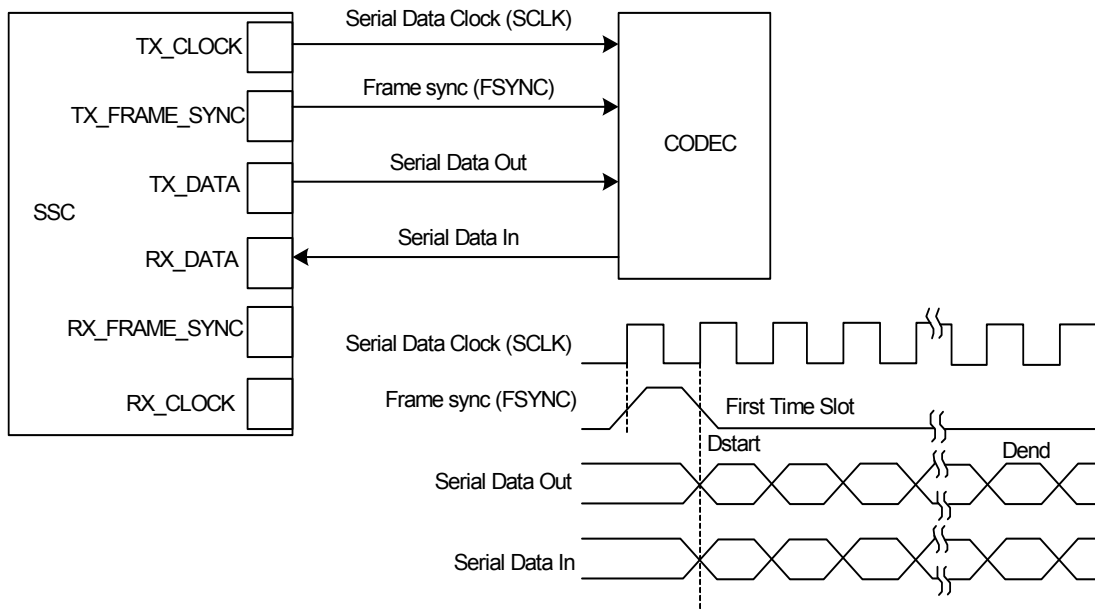 Serial Data Clock (SCLK)
TX_CLOCK
Frame sync (FSYNC)
TX_FRAME_SYNC
CODEC
Serial Data Out
TX_DATA
SSC
Serial Data In
RX_DATA
RX_FRAME_SYNC
Serial Data Clock (SCLK)
RX_CLOCK
Frame sync (FSYNC)
First Time Slot
Dstart
Dend
Serial Data Out
Serial Data In